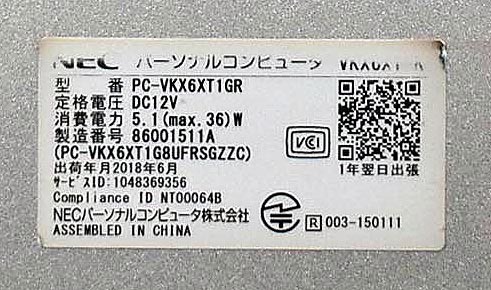 NEC パーソナルコンピュータ
型 番 PC-VKX6XT1GR
定格電圧 DC12V
消費電力 5.1(max.36)W
製造番号 86001511A
(PC-VKX6XT1G8UFRSGZZC)
出荷年月2018年6月
サービスID:1048369356
Compliance ID NT00064B
NECパーソナルコンピュータ株式会社
ASSEMBLED IN CHINA
VCCI
1年翌日出張
R 003-150111